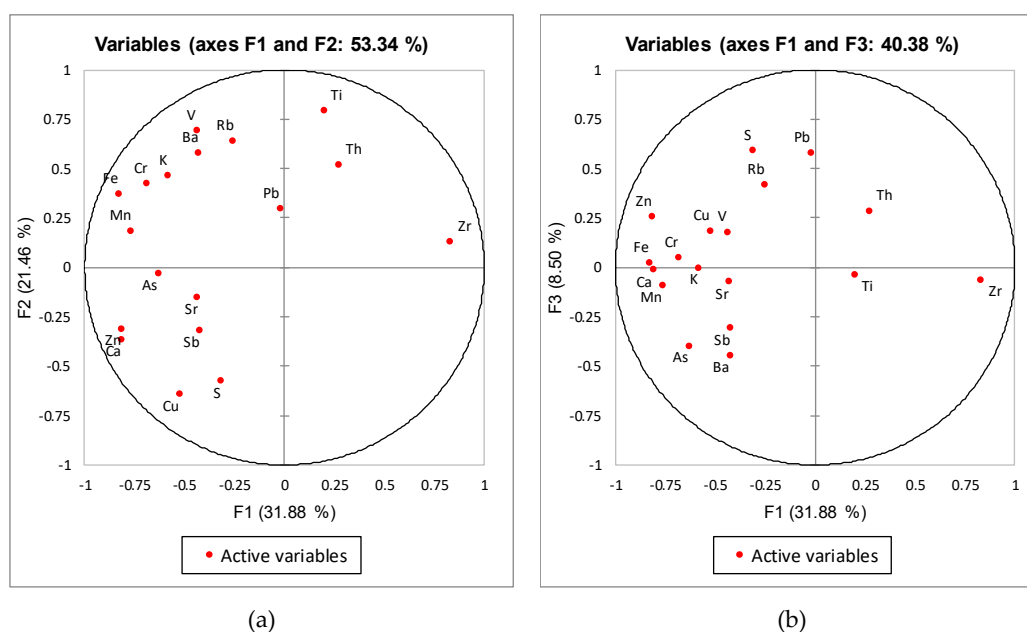 Variables (axes F1 and F2: 53.34 %)
1
0.75
0.5
0.25
0
-0.25
-0.5
-0.75
-1
F2 (21.46 %)
Ti
V
Rb
Ba
Th
K
Cr
Fe
Pb
Mn
Zr
As
Sr
Zn
Sb
Ca
S
Cu
-1 -0.75 -0.5 -0.25 0 0.25 0.5 0.75 1
F1 (31.88 %)
Active variables
(a)
Variables (axes F1 and F3: 40.38 %)
1
0.75
0.5
0.25
0
-0.25
-0.5
-0.75
-1
F3 (8.50 %)
S
Pb
Rb
Th
Zn
Cu
V
Fe
Cr
Ca
K
Mn
Sr
Ti
Zr
Sb
As
Ba
-1 -0.75 -0.5 -0.25 0 0.25 0.5 0.75 1
F1 (31.88 %)
Active variables
(b)